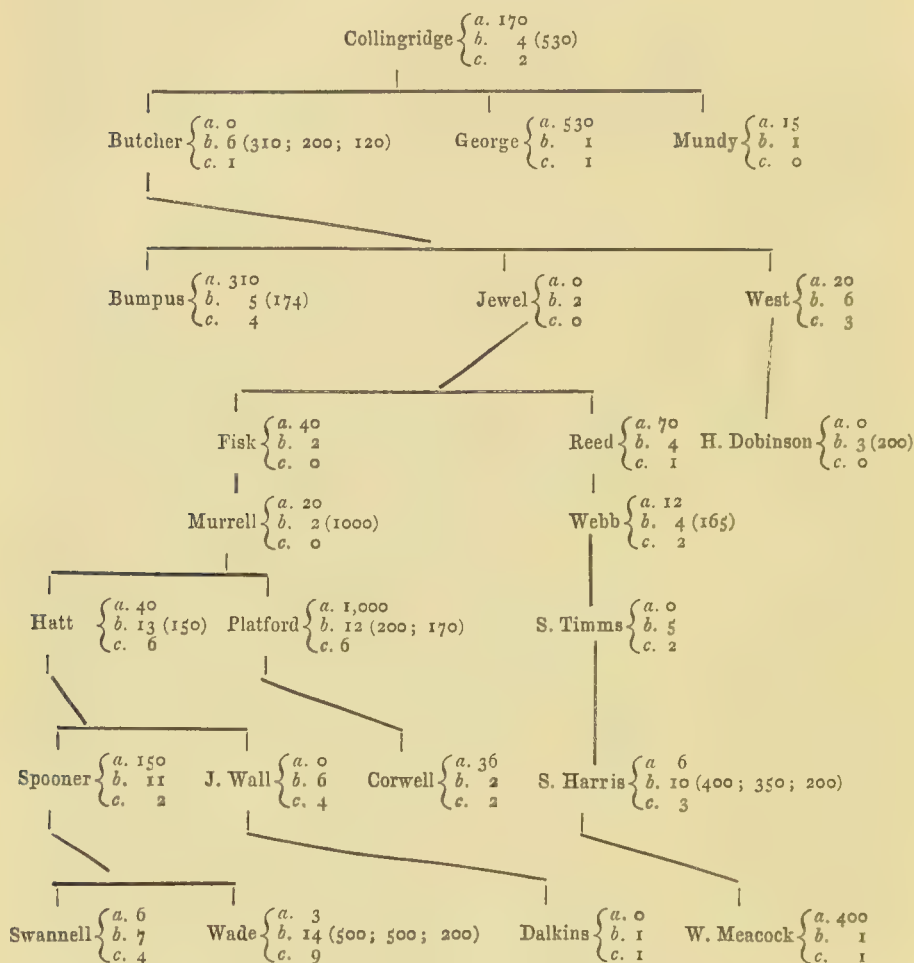 a. 170
Collingridge b. 4 (530)
c. 2
a. 0 a. 530 a. 15
Butcher b. 6 (310; 200; 120) George b. 1 Mundy b. 1
c. 1 c. 1 c. 0
a. 310 a. 0 a. 20
Bumpus b. 5 (174) Jewel b. 2 West b. 6
c. 4 c. 0 c. 3
a. 40 a. 70 a. 0
Fisk b. 2 Reed b. 4 H. Dobinson b. 3 (200)
c. 0 c. 1 c. 0
a. 20 a. 12
Murrell b. 2 (1000) Webb b. 4 (165)
c. 0 c. 2
a. 40 a. 1,000 a. 0
Hatt b. 13 (150) Platford b. 12 (200; 170) S. Timms b. 5
c. 6 c. 6 c. 2
a. 150 a. 0 a. 36 a 6
Spooner b. 11 J. Wall b. 6 Corwell b. 2 S. Harris b. 10 (400; 350; 200)
c. 2 c. 4 c. 2 c. 3
a. 6 a. 3 a. 0 a. 400
Swannell b. 7 Wade b. 14 (500; 500; 200) Dalkins b. 1 W. Meacock b. 1
c. 4 c. 9 c. 1 c. 1